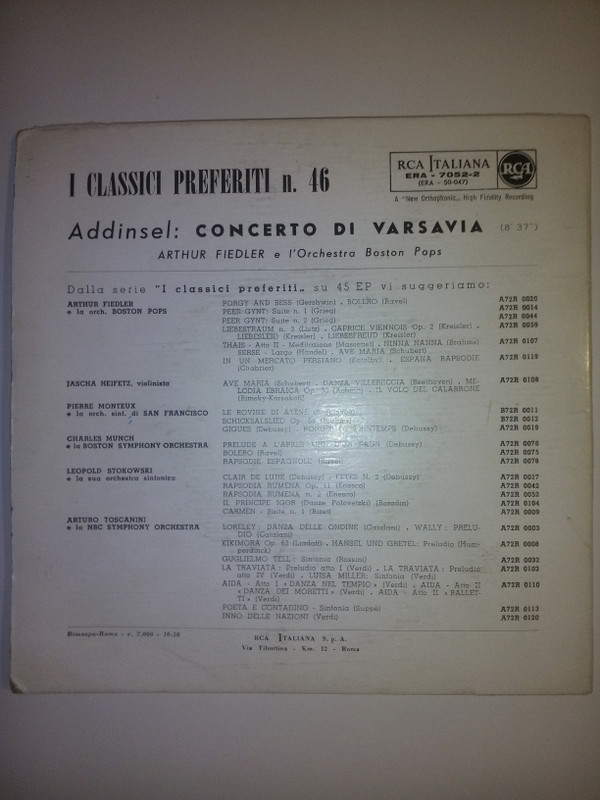 I CLASSICI PREFERITI n. 46
RCA ITALIANA
ERA - 7052-2
(ERA - 50-047)
RCA
A "New Orthophonic" High Fidelity Recording
Addinsel: CONCERTO DI VARSAVIA (8' 37")
ARTHUR FIEDLER e l'Orchestra Boston Pops
Dalla serie "I classici preferiti" su 45 EP vi suggeriamo:
ARTHUR FIEDLER
e la orch. BOSTON POPS
PORGY AND BESS (Gershwin) . BOLERO (Ravel) A72R 0020
PEER GYNT: Suite n. 1 (Grieg) A72R 0014
PEER GYNT: Suite n. 2 (Grieg) A72R 0044
LIEBESTRAUM n. 3 (Liszt) . CAPRICE VIENNOIS Op. 2 (Kreisler) . A72R 0059
LIEBESLEID (Kreisler) . LIEBESFREUD (Kreisler)
THAIS - Atto II - Meditazione (Massenet) . NINNA NANNA (Brahms) A72R 0107
SERSE - Largo (Handel) . AVE MARIA (Schubert)
IN UN MERCATO PERSIANO (Ketelby) . ESPANA RAPSODIE A72R 0119
(Chabrier)
JASCHA HEIFETZ, violinista
AVE MARIA (Schubert) . DANZA VILLERECCIA (Beethoven) . ME- A72R 0108
LODIA EBRAICA Op. (Achron) . IL VOLO DEL CALABRONE
(Rimsky-Korsakoff)
PIERRE MONTEUX
e la orch. sinf. di SAN FRANCISCO
LE ROVINE DI ATENE B72R 0011
SCHICKSALSLIED Op. 54 B72R 0012
GIGUES (Debussy) . (Debussy) A72R 0019
CHARLES MUNCH
e la BOSTON SYMPHONY ORCHESTRA
PRELUDE A L'APRES FAUN (Debussy) A72R 0076
BOLERO (Ravel) A72R 0075
RAPSODIE ESPAGNOLE (Ravel) A72R 0078
LEOPOLD STOKOWSKI
e la sua orchestra sinfonica
CLAIR DE LUNE (Debussy) . FETES N. 2 (Debussy) A72R 0017
RAPSODIA RUMENA Op. 11 (Enesco) A72R 0042
RAPSODIA RUMENA n. 2 (Enesco) A72R 0052
IL PRINCIPE IGOR (Danze Polovetzki) (Borodin) A72R 0104
CARMEN - Suite n. 1 (Bizet) A72R 0009
ARTURO TOSCANINI
e la NBC SYMPHONY ORCHESTRA
LORELEY: DANZA DELLE ONDINE (Catalani) . WALLY: PRELU- A72R 0003
DIO (Catalani)
KIKIMORA Op. 63 (Liadoff) . HANSEL UND GRETEL: Preludio (Hum- A72R 0008
perdinck)
GUGLIELMO TELL: Sinfonia (Rossini) A72R 0032
LA TRAVIATA: Preludio atto I (Verdi) . LA TRAVIATA: Preludio A72R 0103
atto IV (Verdi) . LUISA MILLER: Sinfonia (Verdi)
AIDA - Atto I «DANZA NEL TEMPIO» (Verdi) . AIDA - Atto II A72R 0110
«DANZA DEI MORETTI» (Verdi) . AIDA - Atto II «BALLET-
TI» (Verdi)
POETA E CONTADINO - Sinfonia (Suppé) A72R 0113
INNO DELLE NAZIONI (Verdi) A72R 0120
RCA ITALIANA S. p. A.
Via Tiburtina - Km. 12 - Roma